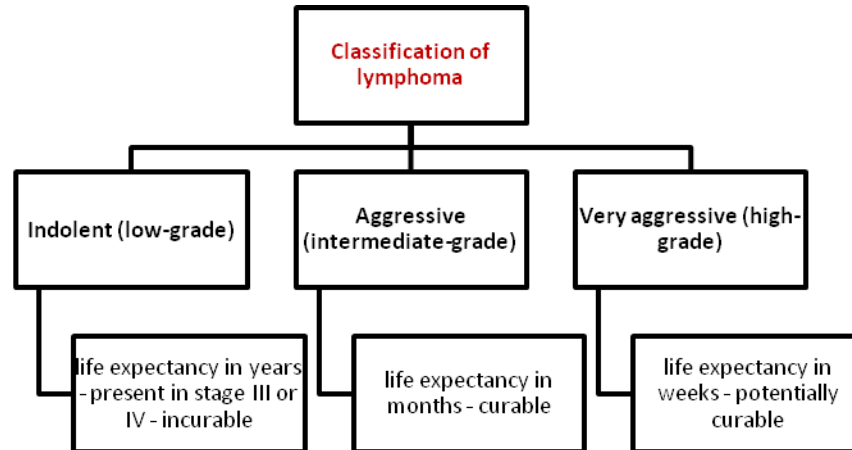 Classification of
lymphoma
Indolent (low-grade)
Aggressive
(intermediate-grade)
Very aggressive (high-
grade)
life expectancy in years
- present in stage III or
IV - incurable
life expectancy in
months - curable
life expectancy in
weeks - potentially
curable